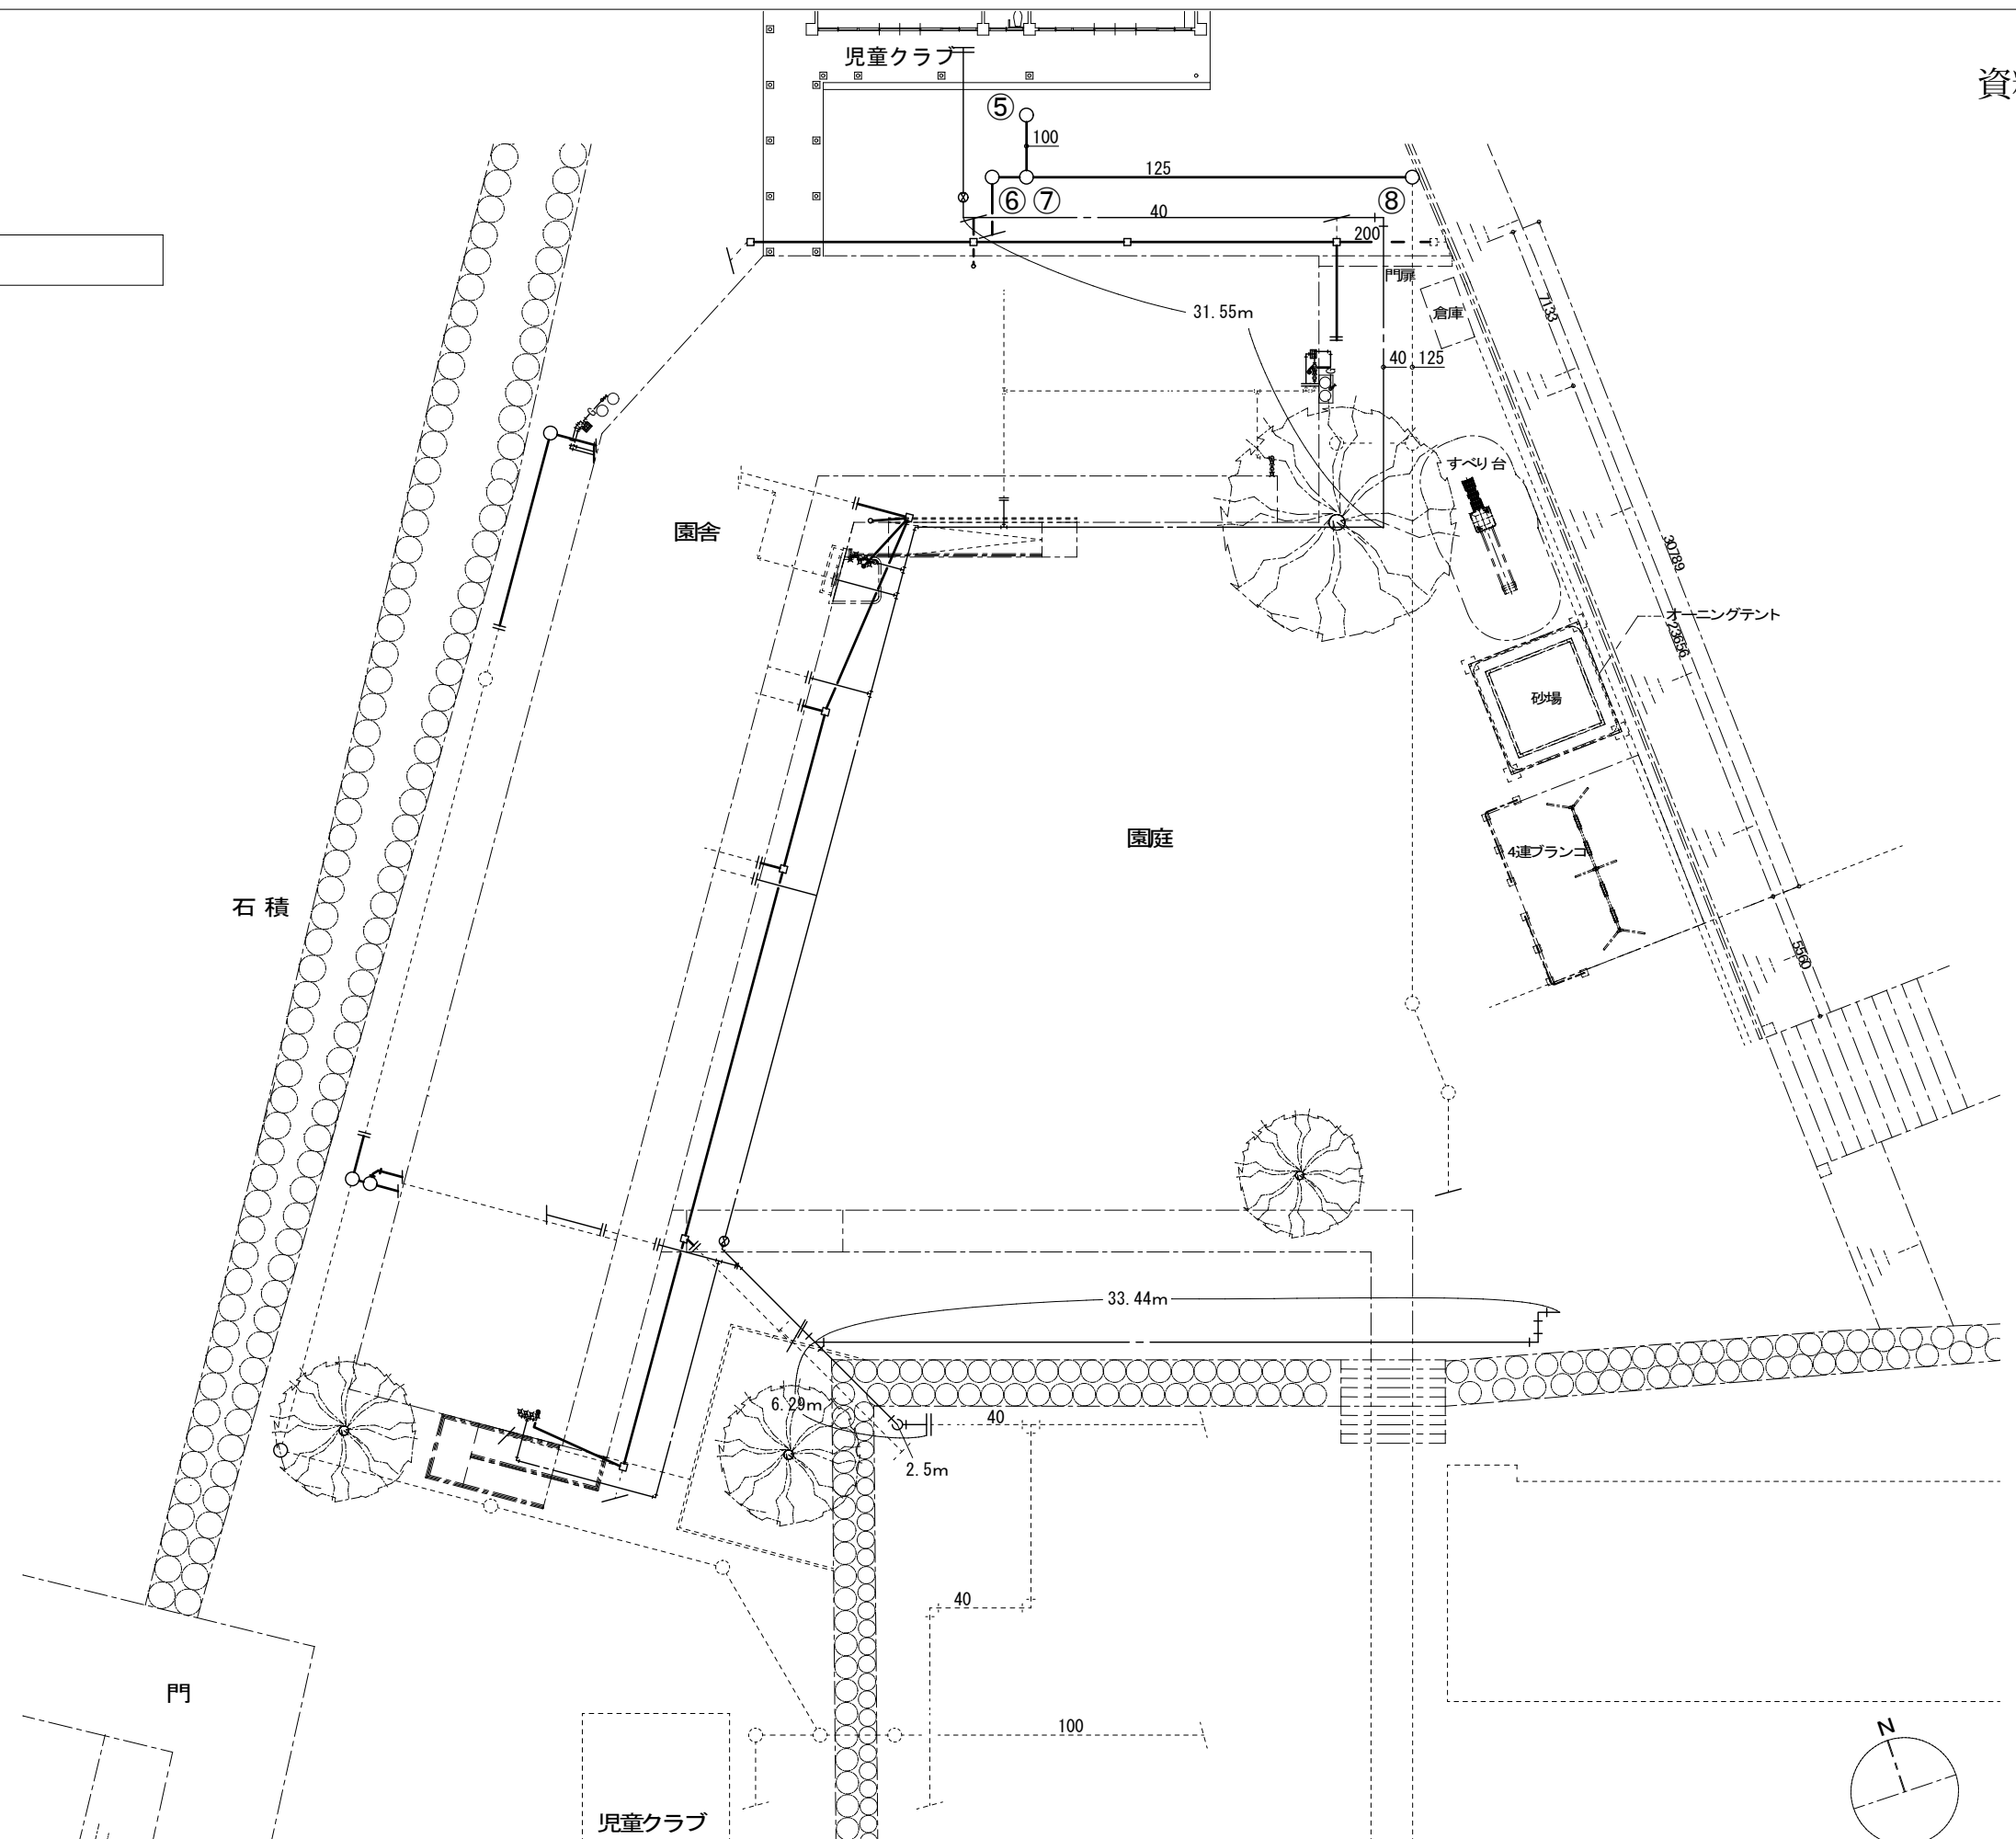 児童クラブ
資
⑤
100
125
⑥ ⑦ ⑧
40
200
門扉
7133
31.55m
倉庫
40 125
すべり台
園舎
30789
オーニングテント
23656
砂場
園庭
4連ブランコ
石積
5560
33.44m
6.29m
40
2.5m
40
門
100
N
児童クラブ